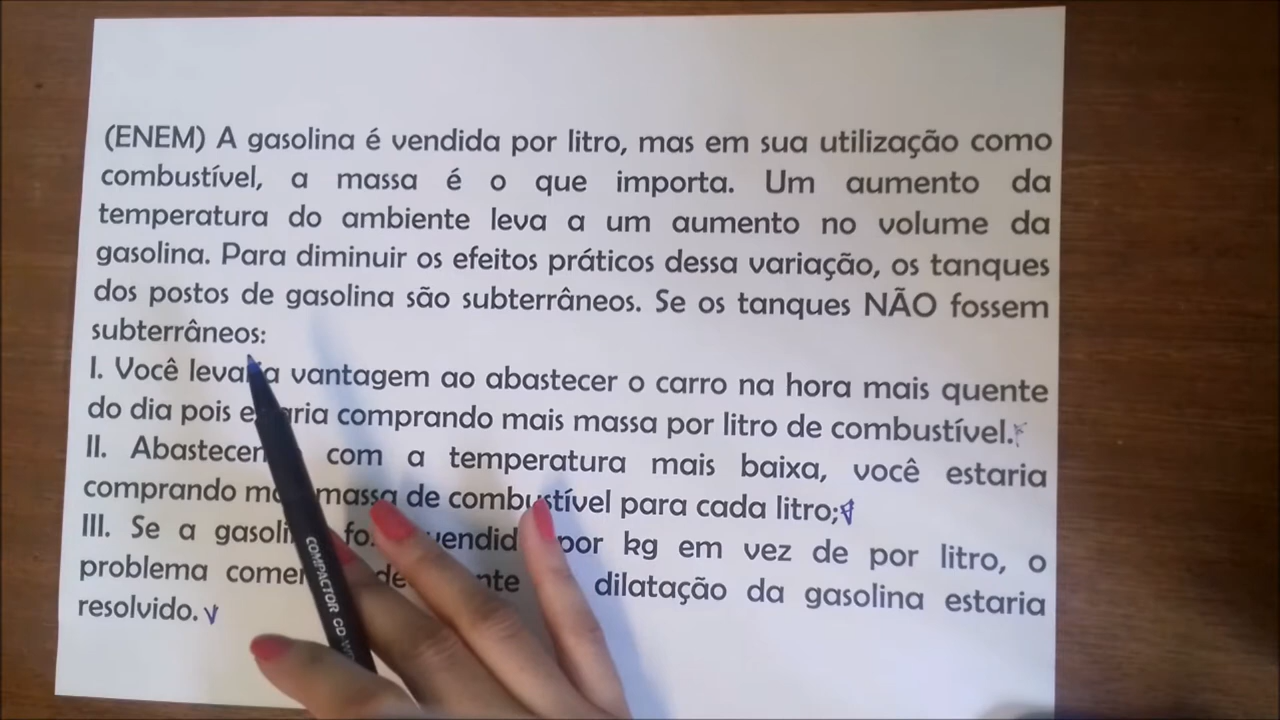 (ENEM) A gasolina é vendida por litro, mas em sua utilização como
combustível, a massa é o que importa. Um aumento da
temperatura do ambiente leva a um aumento no volume da
gasolina. Para diminuir os efeitos práticos dessa variação, os tanques
dos postos de gasolina são subterrâneos. Se os tanques NÃO fossem
subterrâneos:
I. Você vantagem ao abastecer o carro na hora mais quente
do dia pois comprando mais massa por litro de combustível.
II. com a temperatura mais baixa, você estaria
comprando massa de combustível para cada litro; V
III. Se a por kg em vez de por litro, o
problema dilatação da gasolina estaria
resolvido. V
COMPACTOR CD